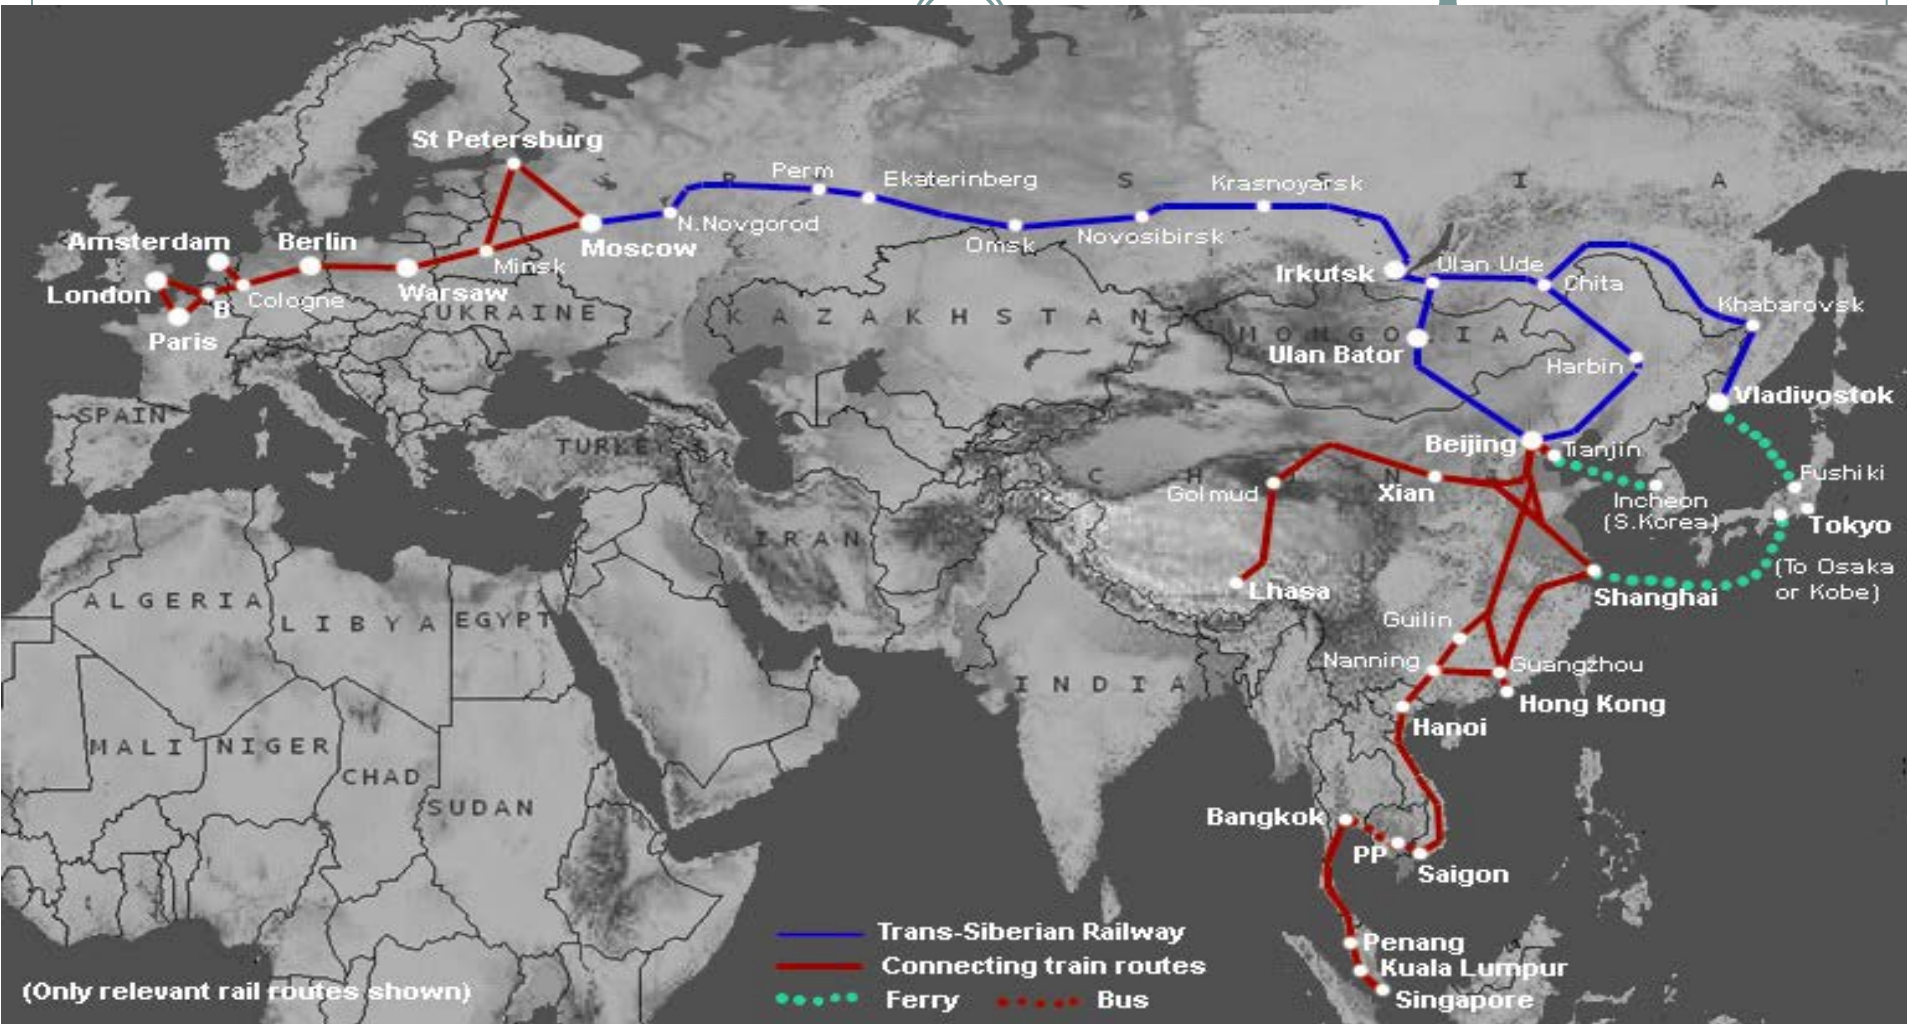 St Petersburg
Perm
Ekaterinberg
R U S S I A
Krasnoyarsk
N.Novgorod
Novosibirsk
Omsk
Moscow
Amsterdam
Berlin
Minsk
Irkutsk
Ulan Ude
Chita
London
B
Cologne
Warsaw
Khabarovsk
UKRAINE
KAZAKHSTAN
MONGOLIA
Paris
Ulan Bator
Harbin
Vladivostok
SPAIN
TURKEY
Beijing
Tianjin
CHINA
Golmud
Xian
Fushiki
Incheon
(S.Korea)
Tokyo
IRAN
Lhasa
(To Osaka
or Kobe)
Shanghai
ALGERIA
LIBYA
EGYPT
Guilin
Nanning
Guangzhou
INDIA
Hong Kong
Hanoi
MALI
NIGER
CHAD
SUDAN
Bangkok
PP
Saigon
Trans-Siberian Railway
Connecting train routes
Ferry
Bus
Penang
Kuala Lumpur
Singapore
(Only relevant rail routes shown)